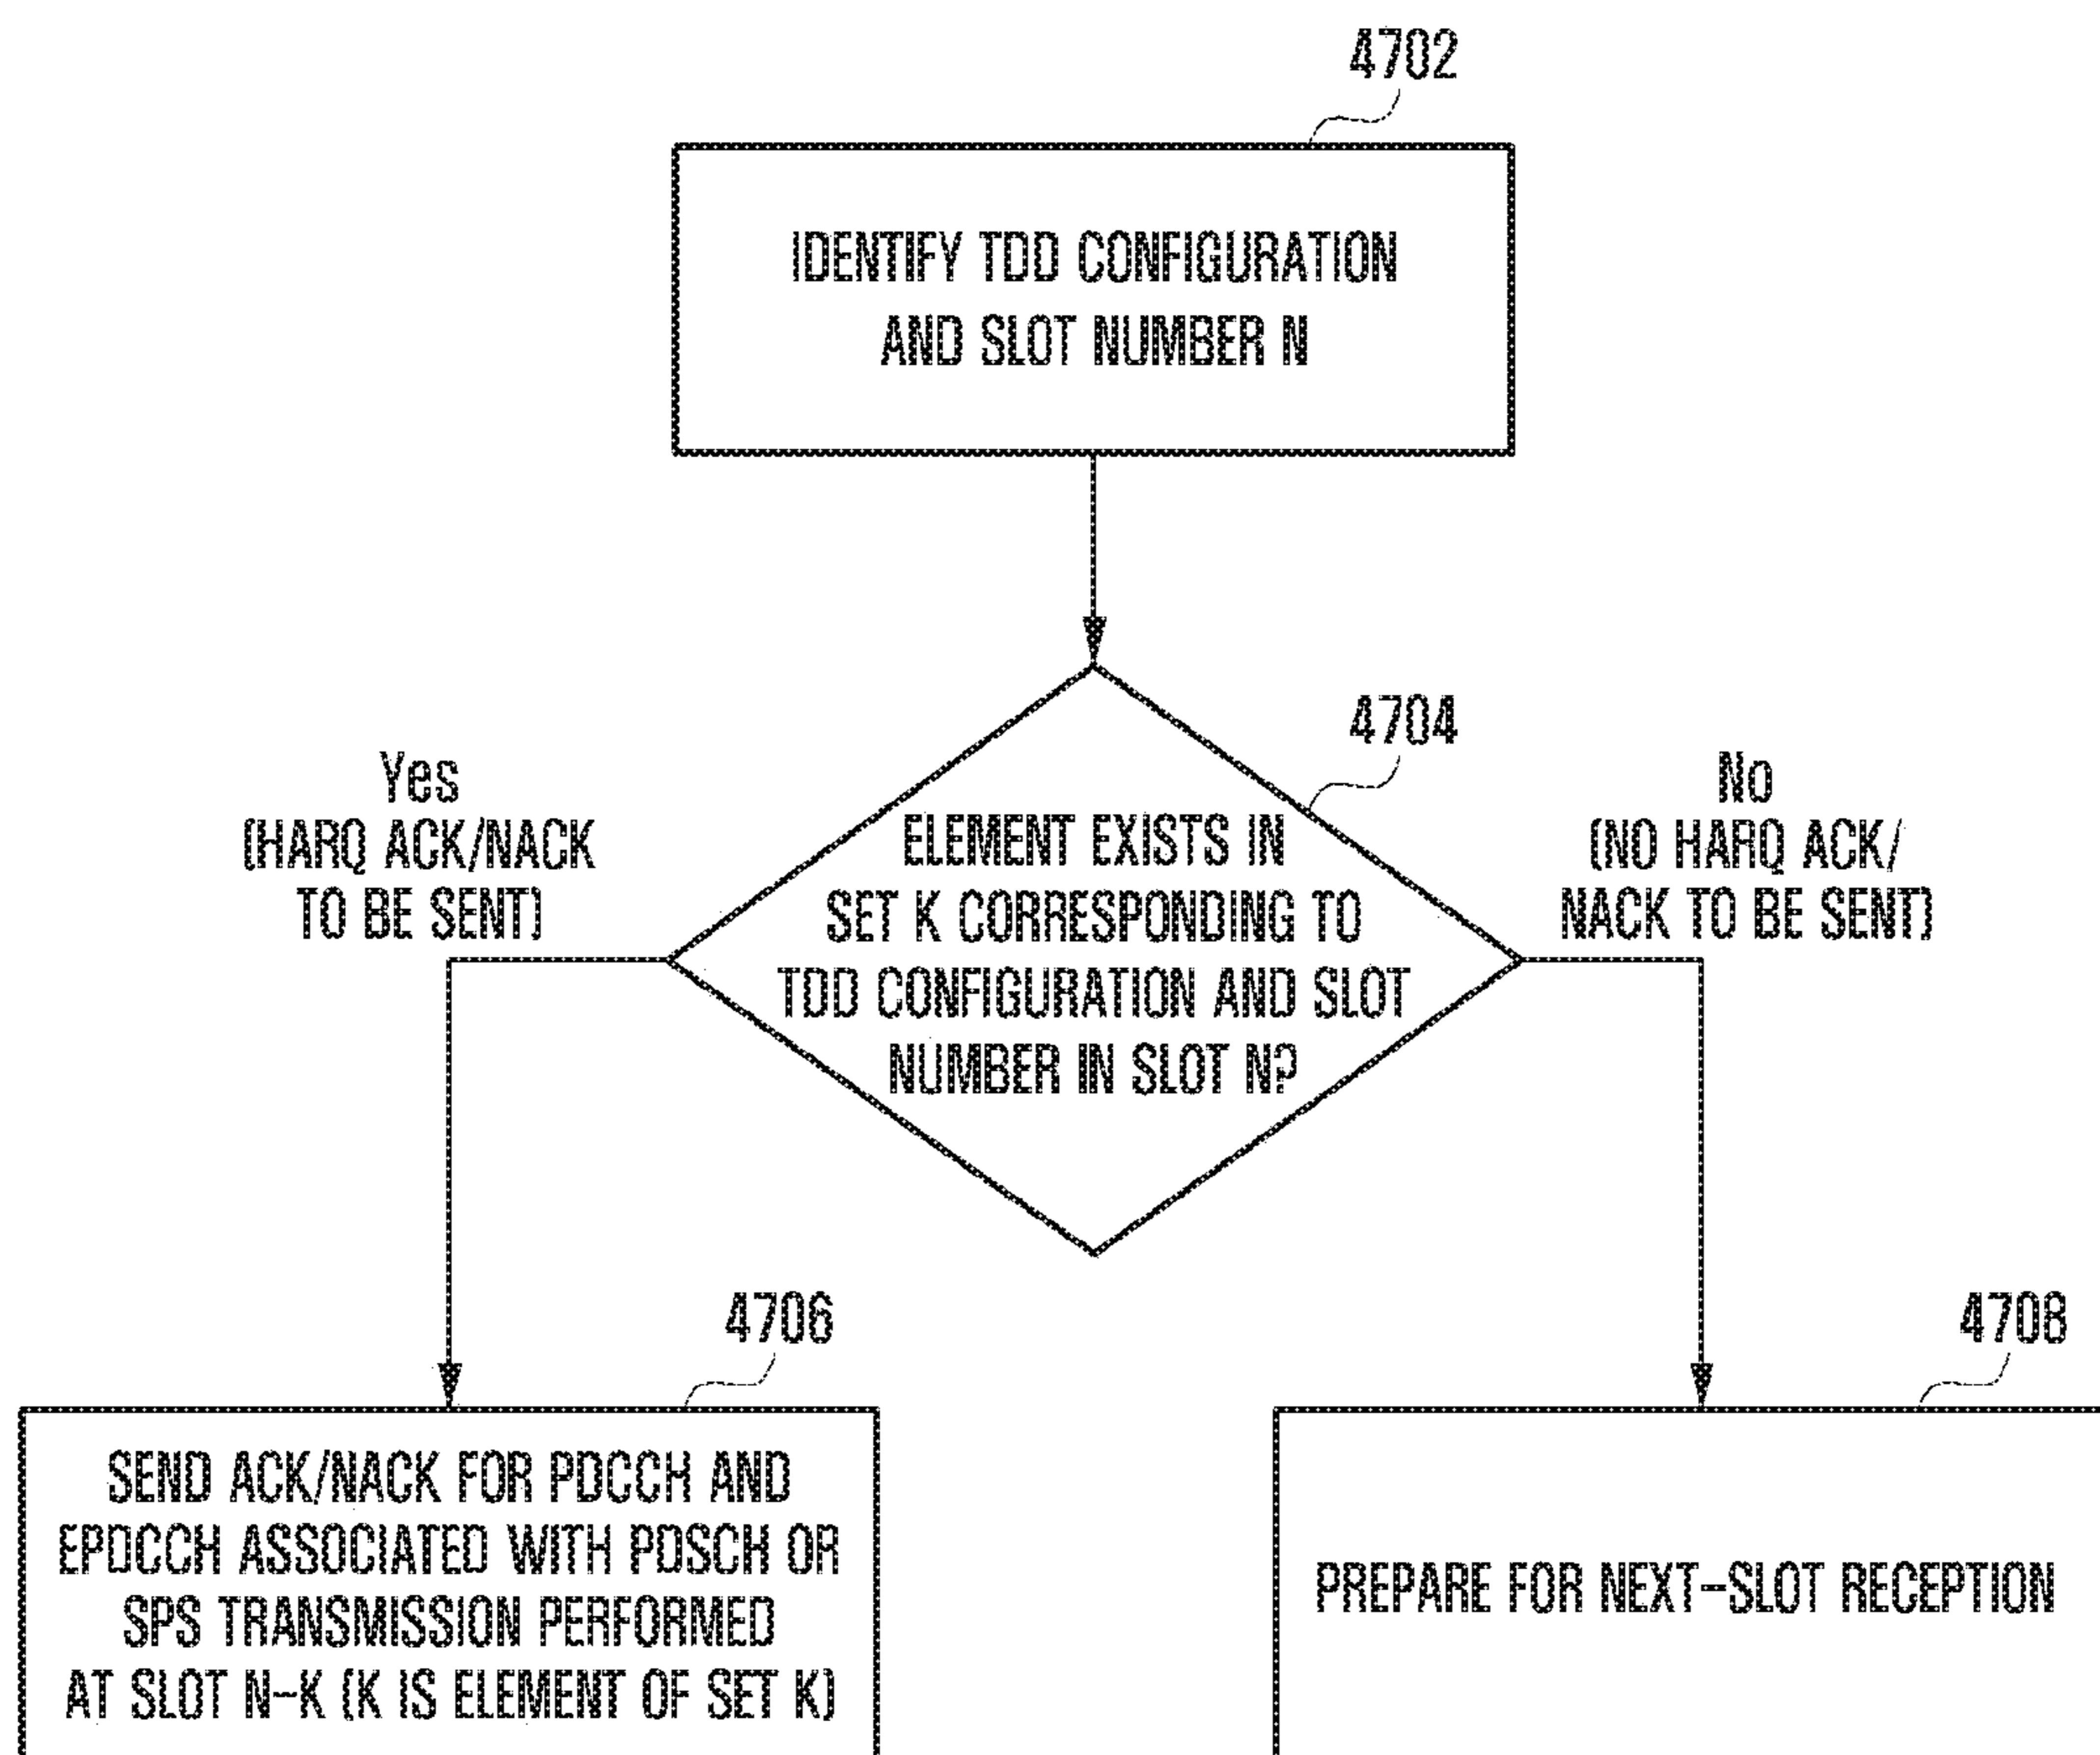 4702
IDENTIFY TDD CONFIGURATION
AND SLOT NUMBER N
4704
Yes
(HARQ ACK/NACK
TO BE SENT)
No
(NO HARQ ACK/
NACK TO BE SENT)
ELEMENT EXISTS IN
SET K CORRESPONDING TO
TDD CONFIGURATION AND SLOT
NUMBER IN SLOT N?
4706
SEND ACK/NACK FOR PDCCH AND
EPDCCH ASSOCIATED WITH PDSCH OR
SPS TRANSMISSION PERFORMED
AT SLOT N-K (K IS ELEMENT OF SET K)
4708
PREPARE FOR NEXT-SLOT RECEPTION